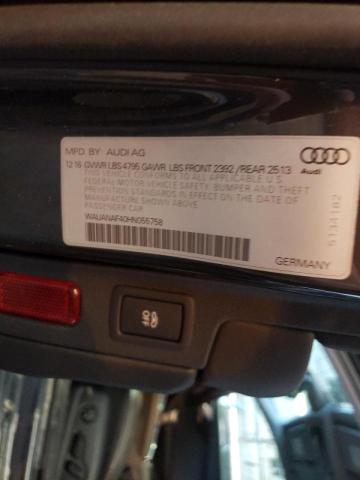 MFD BY: AUDI AG
12 16 GVWR LBS 4795 GAWR LBS FRONT 2392 /REAR 2513
THIS VEHICLE CONFORMS TO ALL APPLICABLE U.S.
FEDERAL MOTOR VEHICLE SAFETY, BUMPER AND THEFT
PREVENTION STANDARDS IN EFFECT ON THE DATE OF
MANUFACTURE SHOWN ABOVE.
PASSENGER CAR
WAUANAF40HN055758
Audi
5134182
GERMANY